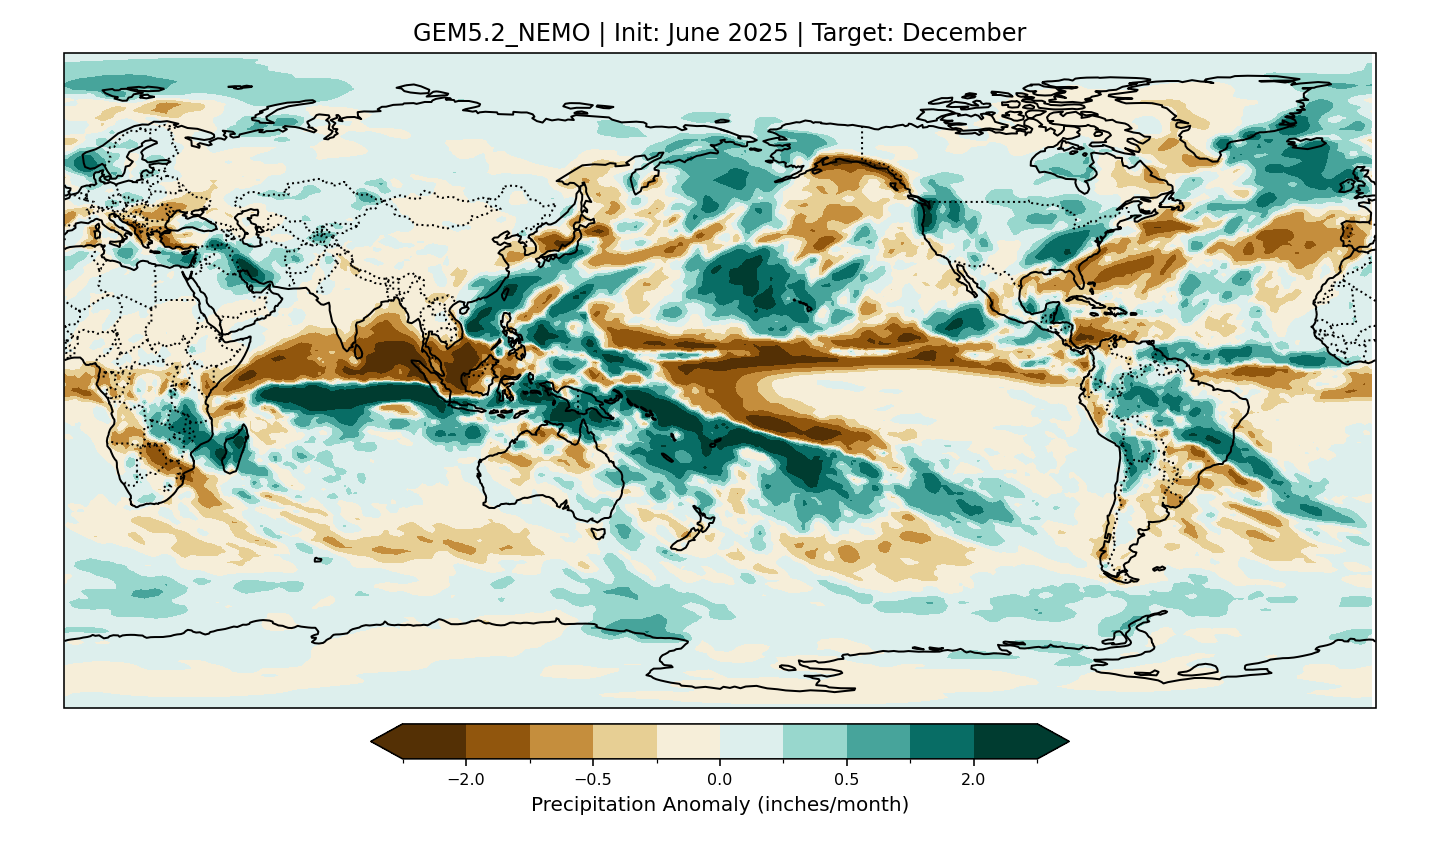 GEM5.2_NEMO | Init: June 2025 | Target: December
−2.0 −0.5 0.0 0.5 2.0
Precipitation Anomaly (inches/month)